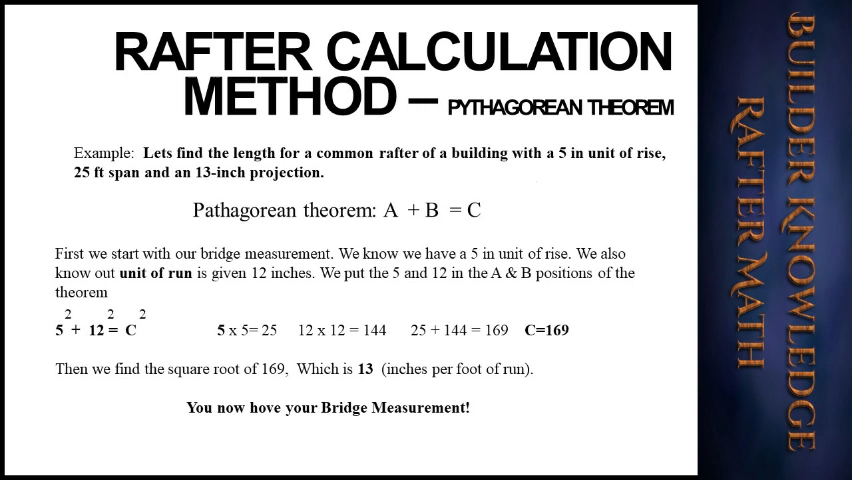 RAFTER CALCULATION
METHOD – PYTHAGOREAN THEOREM
Example: Lets find the length for a common rafter of a building with a 5 in unit of rise,
25 ft span and an 13-inch projection.
Pathagorean theorem: A + B = C
First we start with our bridge measurement. We know we have a 5 in unit of rise. We also
know out unit of run is given 12 inches. We put the 5 and 12 in the A & B positions of the
theorem
2 2 2
5 + 12 = C 5 x 5= 25 12 x 12 = 144 25 + 144 = 169 C=169
Then we find the square root of 169, Which is 13 (inches per foot of run).
You now hove your Bridge Measurement!
BUILDER KNOWLEDGE
RAFTER MATH